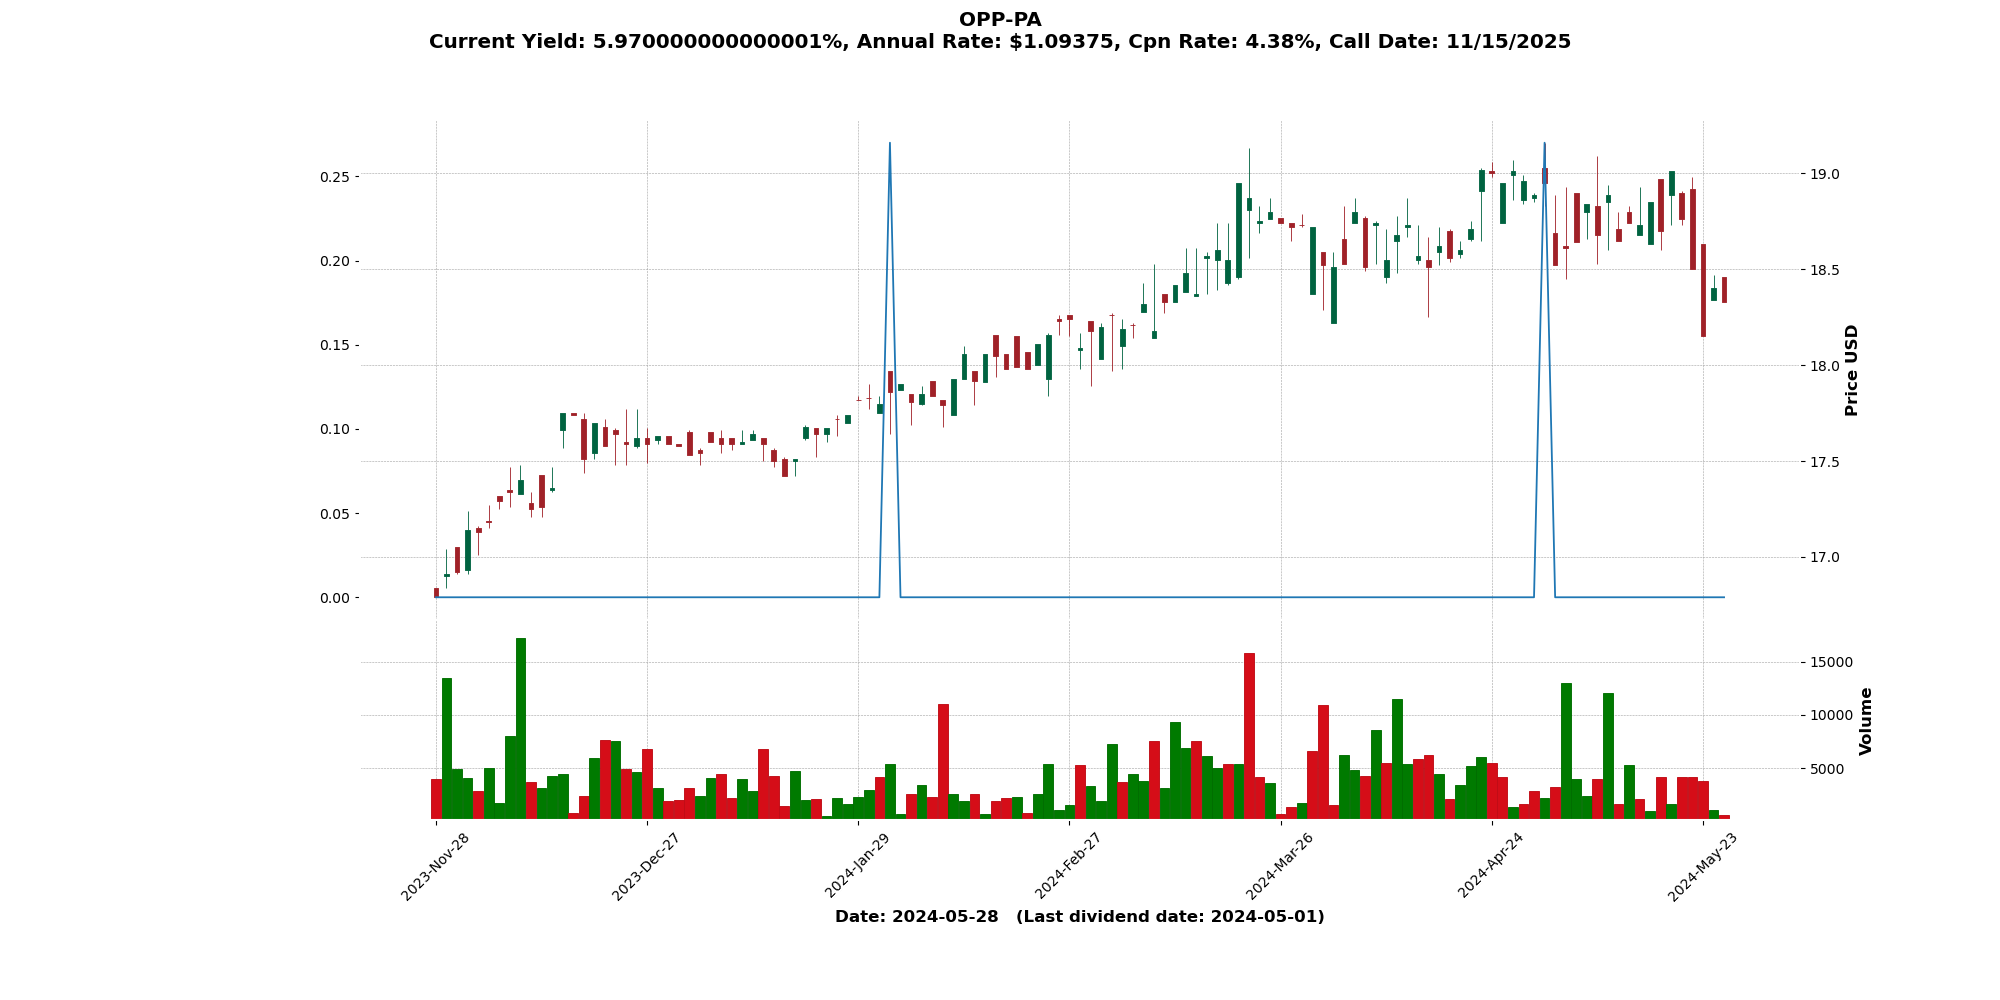 OPP-PA
Current Yield: 5.970000000000001%, Annual Rate: $1.09375, Cpn Rate: 4.38%, Call Date: 11/15/2025
0.25
0.20
0.15
0.10
0.05
0.00
19.0
18.5
18.0
17.5
17.0
Price USD
15000
10000
5000
Volume
2023-Nov-28
2023-Dec-27
2024-Jan-29
2024-Feb-27
2024-Mar-26
2024-Apr-24
2024-May-23
Date: 2024-05-28   (Last dividend date: 2024-05-01)